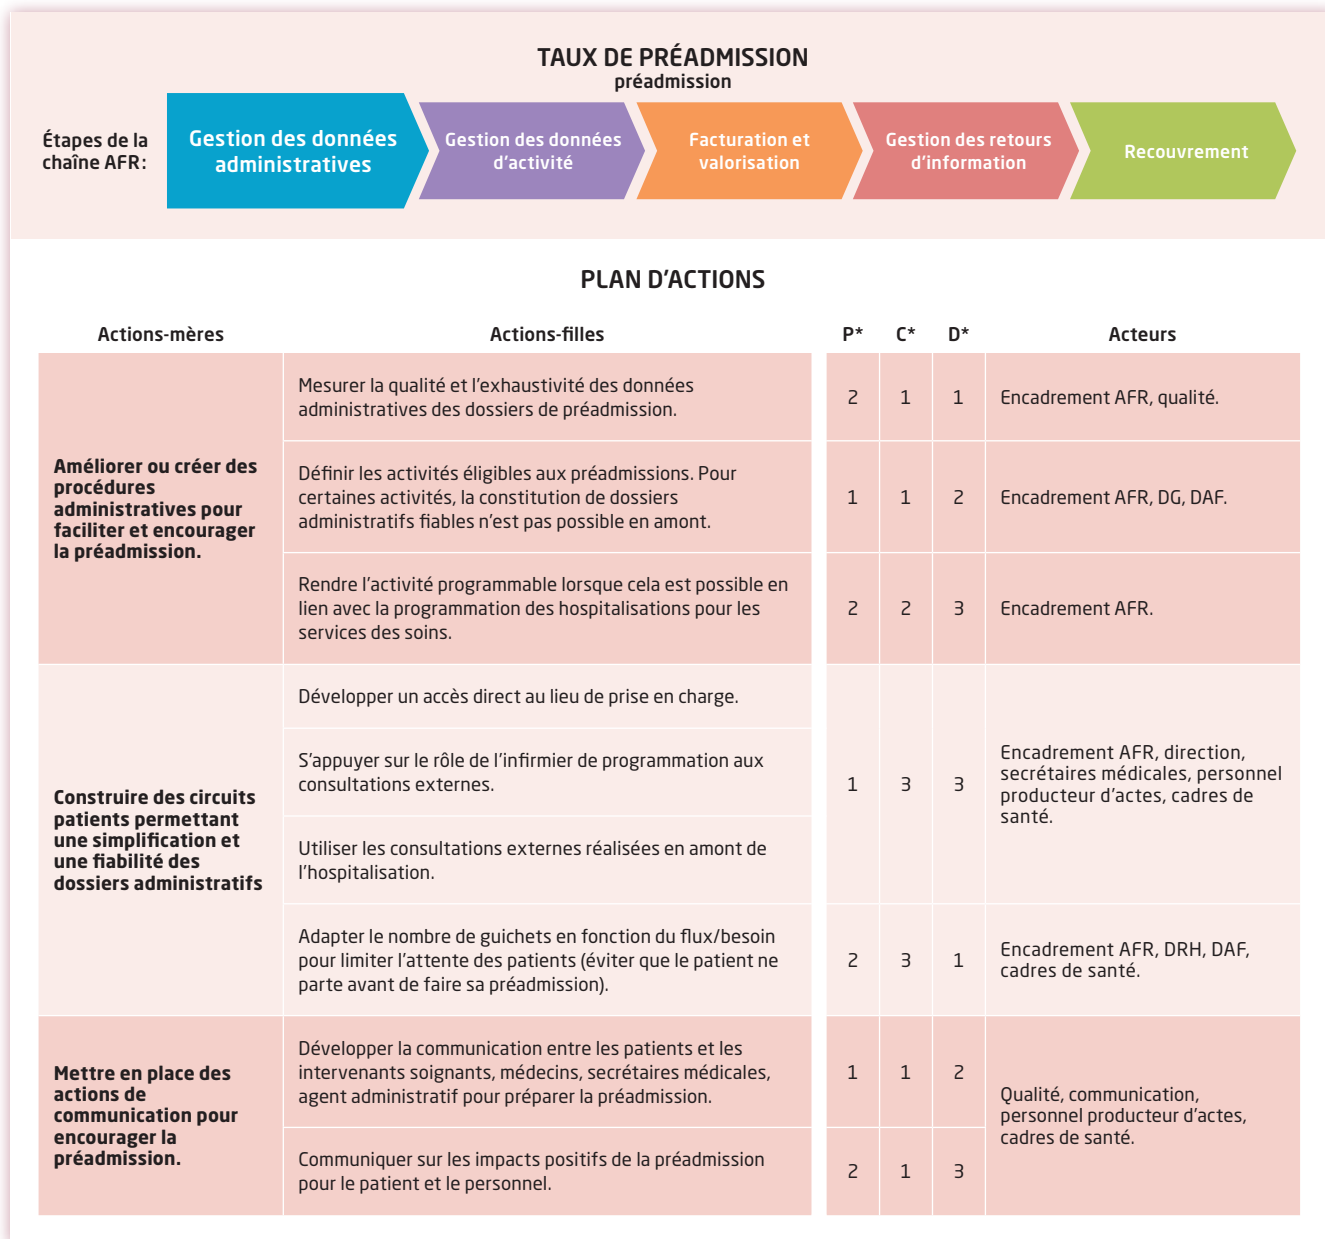 TAUX DE PRÉADMISSION
préadmission
Étapes de la
chaîne AFR:
Gestion des données
administratives
Gestion des données
d'activité
Facturation et
valorisation
Gestion des retours
d'information
Recouvrement
PLAN D'ACTIONS
Actions-mères
Actions-filles
P*
C*
D*
Acteurs
Améliorer ou créer des
procédures
administratives pour
faciliter et encourager
la préadmission.
Mesurer la qualité et l'exhaustivité des données
administratives des dossiers de préadmission.
2
1
1
Encadrement AFR, qualité.
Définir les activités éligibles aux préadmissions. Pour
certaines activités, la constitution de dossiers
administratifs fiables n'est pas possible en amont.
1
1
2
Encadrement AFR, DG, DAF.
Rendre l'activité programmable lorsque cela est possible en
lien avec la programmation des hospitalisations pour les
services des soins.
2
2
3
Encadrement AFR.
Construire des circuits
patients permettant
une simplification et
une fiabilité des
dossiers administratifs
Développer un accès direct au lieu de prise en charge.
S'appuyer sur le rôle de l'infirmier de programmation aux
consultations externes.
Utiliser les consultations externes réalisées en amont de
l'hospitalisation.
1
3
3
Encadrement AFR, direction,
secrétaires médicales, personnel
producteur d'actes, cadres de
santé.
Adapter le nombre de guichets en fonction du flux/besoin
pour limiter l'attente des patients (éviter que le patient ne
parte avant de faire sa préadmission).
2
3
1
Encadrement AFR, DRH, DAF,
cadres de santé.
Mettre en place des
actions de
communication pour
encourager la
préadmission.
Développer la communication entre les patients et les
intervenants soignants, médecins, secrétaires médicales,
agent administratif pour préparer la préadmission.
1
1
2
Qualité, communication,
personnel producteur d'actes,
cadres de santé.
Communiquer sur les impacts positifs de la préadmission
pour le patient et le personnel.
2
1
3